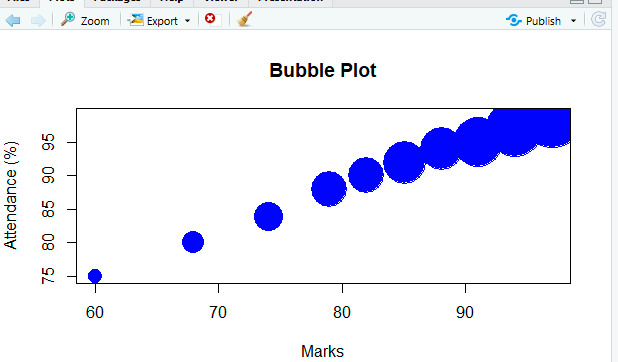 Zoom Export Publish
Bubble Plot
Attendance (%)
95
90
85
80
75
60 70 80 90
Marks